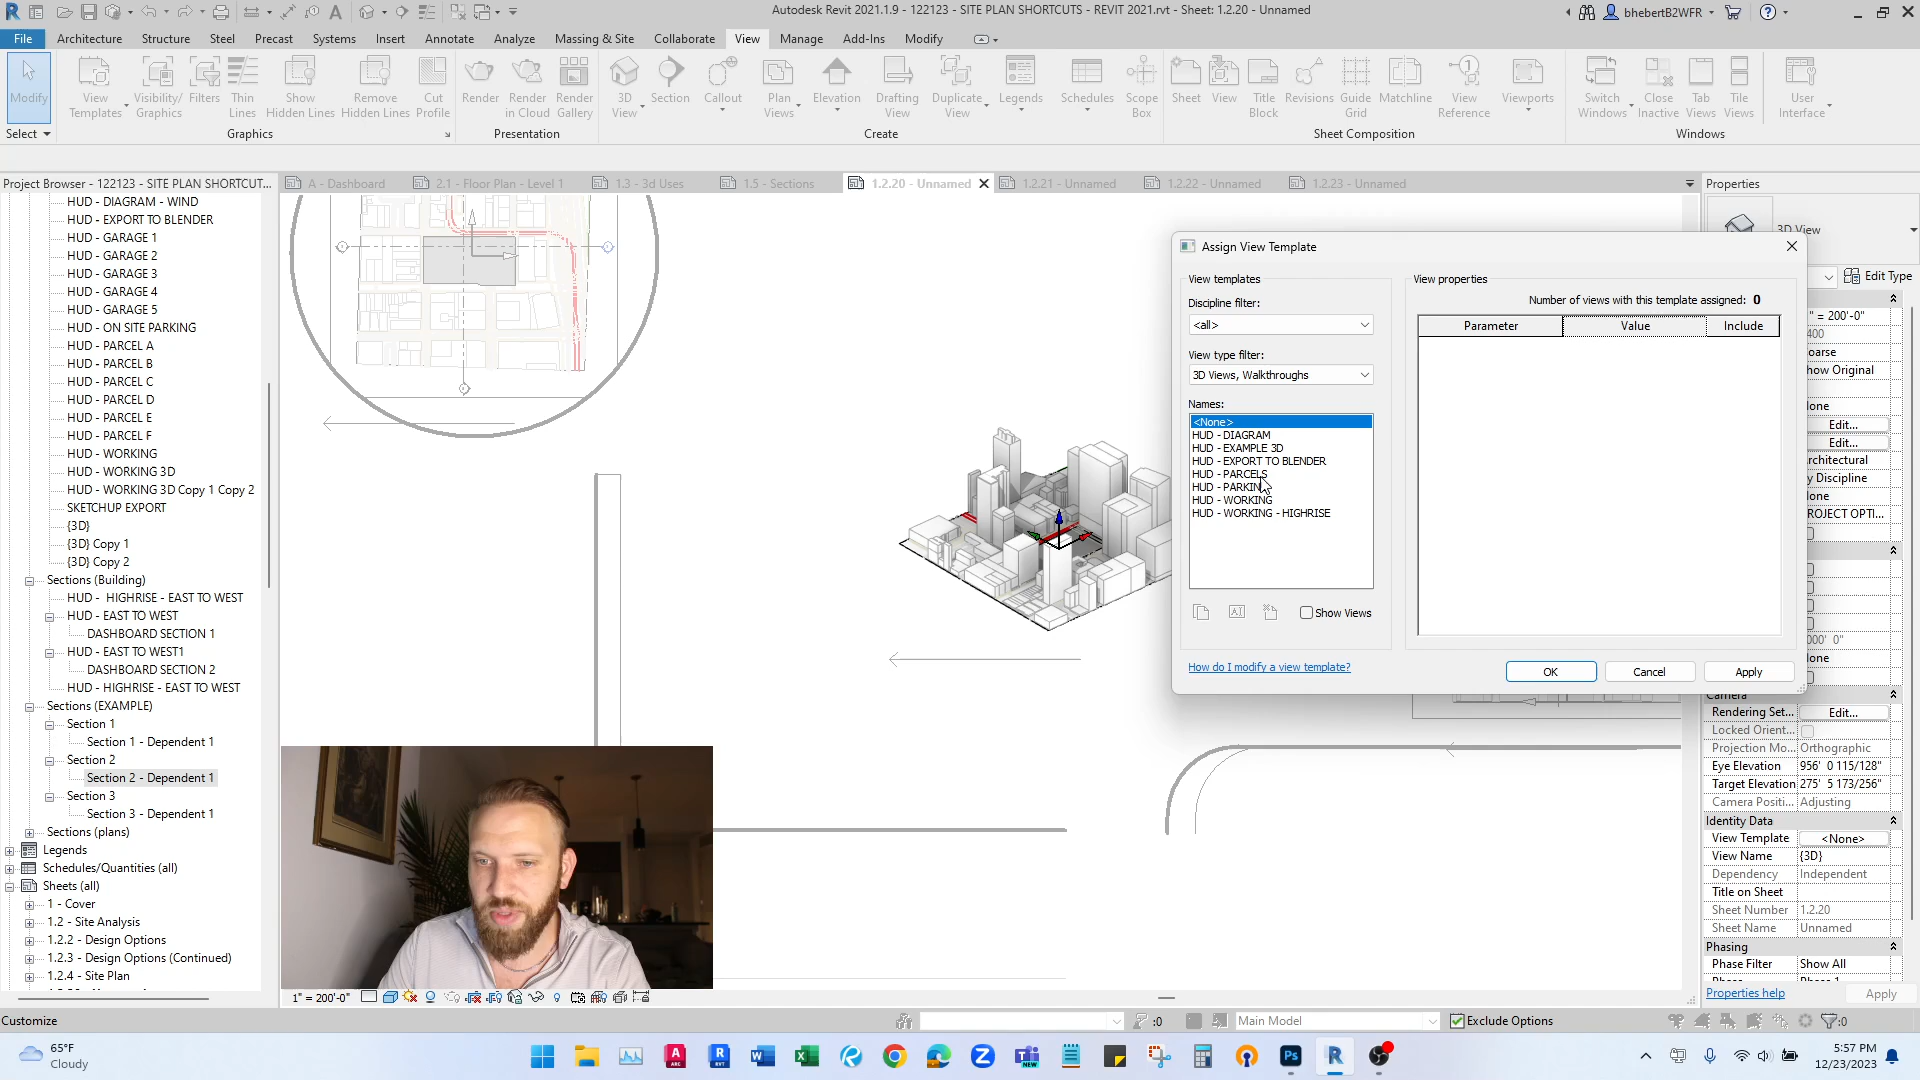 Autodesk Revit 2021.1.9 - 122123 - SITE PLAN SHORTCUTS - REVIT 2021.rvt - Sheet: 1.2.20 - Unnamed
bhebertB2WFR
File Architecture Structure Steel Precast Systems Insert Annotate Analyze Massing & Site Collaborate View Manage Add-Ins Modify
Modify
View Templates
Visibility/ Graphics
Filters
Thin Lines
Show Hidden Lines
Remove Hidden Lines
Cut Profile
Render
Render in Cloud
Render Gallery
3D View
Section
Callout
Plan Views
Elevation
Drafting View
Duplicate View
Legends
Schedules
Scope Box
Sheet
View
Title Block
Revisions
Guide Grid
Matchline
View Reference
Viewports
Switch Windows
Close Inactive
Tab Views
Tile Views
User Interface
Select
Graphics
Presentation
Create
Sheet Composition
Windows
Project Browser - 122123 - SITE PLAN SHORTCUT...
A - Dashboard
2.1 - Floor Plan - Level 1
1.3 - 3d Uses
1.5 - Sections
1.2.20 - Unnamed
1.2.21 - Unnamed
1.2.22 - Unnamed
1.2.23 - Unnamed
Properties
HUD - DIAGRAM - WIND
HUD - EXPORT TO BLENDER
HUD - GARAGE 1
HUD - GARAGE 2
HUD - GARAGE 3
HUD - GARAGE 4
HUD - GARAGE 5
HUD - ON SITE PARKING
HUD - PARCEL A
HUD - PARCEL B
HUD - PARCEL C
HUD - PARCEL D
HUD - PARCEL E
HUD - PARCEL F
HUD - WORKING
HUD - WORKING 3D
HUD - WORKING 3D Copy 1 Copy 2
SKETCHUP EXPORT
{3D}
{3D} Copy 1
{3D} Copy 2
Sections (Building)
HUD - HIGHRISE - EAST TO WEST
HUD - EAST TO WEST
DASHBOARD SECTION 1
HUD - EAST TO WEST1
DASHBOARD SECTION 2
HUD - HIGHRISE - EAST TO WEST
Sections (EXAMPLE)
Section 1
Section 1 - Dependent 1
Section 2
Section 2 - Dependent 1
Section 3
Section 3 - Dependent 1
Sections (plans)
Legends
Schedules/Quantities (all)
Sheets (all)
1 - Cover
1.2 - Site Analysis
1.2.2 - Design Options
1.2.3 - Design Options (Continued)
1.2.4 - Site Plan
Assign View Template
View templates
Discipline filter:
<all>
View type filter:
3D Views, Walkthroughs
Names:
<None>
HUD - DIAGRAM
HUD - EXAMPLE 3D
HUD - EXPORT TO BLENDER
HUD - PARCELS
HUD - PARKIN
HUD - WORKING
HUD - WORKING - HIGHRISE
Show Views
How do I modify a view template?
View properties
Number of views with this template assigned: 0
Parameter Value Include
OK Cancel Apply
3D View
Edit Type
" = 200'-0"
400
oarse
how Original
one
Edit...
Edit...
rchitectural
y Discipline
one
ROJECT OPTI...
000' 0"
one
Camera
Rendering Set... Edit...
Locked Orient...
Projection Mo... Orthographic
Eye Elevation 956' 0 115/128"
Target Elevation 275' 5 173/256"
Camera Positi... Adjusting
Identity Data
View Template <None>
View Name {3D}
Dependency Independent
Title on Sheet
Sheet Number 1.2.20
Sheet Name Unnamed
Phasing
Phase Filter Show All
Properties help Apply
1" = 200'-0"
Customize
:0
Main Model
Exclude Options
:0
65°F
Cloudy
5:57 PM
12/23/2023